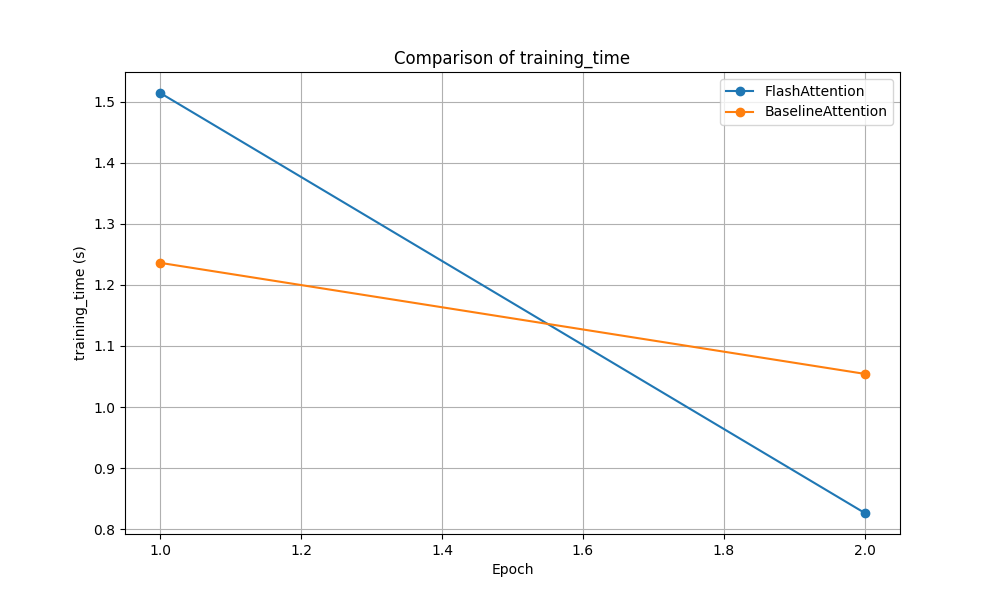 Comparison of training_time
FlashAttention
BaselineAttention
1.5
1.4
1.3
1.2
1.1
1.0
0.9
0.8
training_time (s)
1.0 1.2 1.4 1.6 1.8 2.0
Epoch